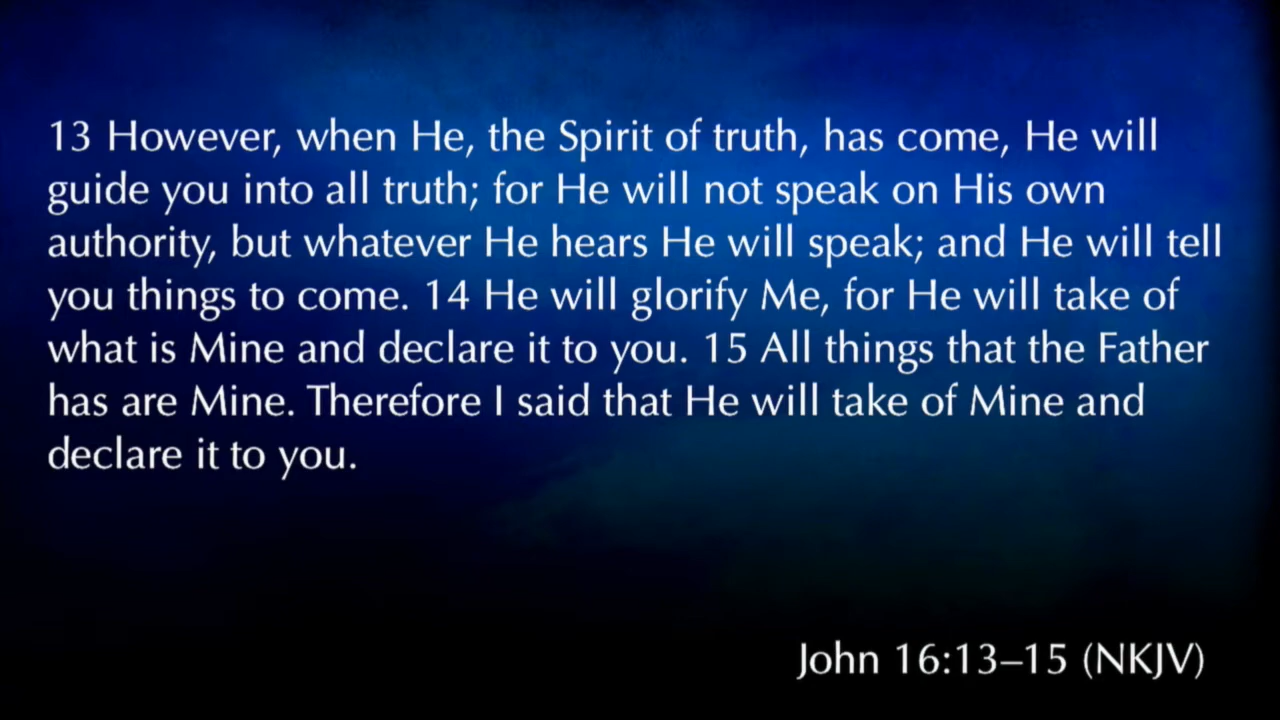 13 However, when He, the Spirit of truth, has come, He will
guide you into all truth; for He will not speak on His own
authority, but whatever He hears He will speak; and He will tell
you things to come. 14 He will glorify Me, for He will take of
what is Mine and declare it to you. 15 All things that the Father
has are Mine. Therefore I said that He will take of Mine and
declare it to you.
John 16:13–15 (NKJV)